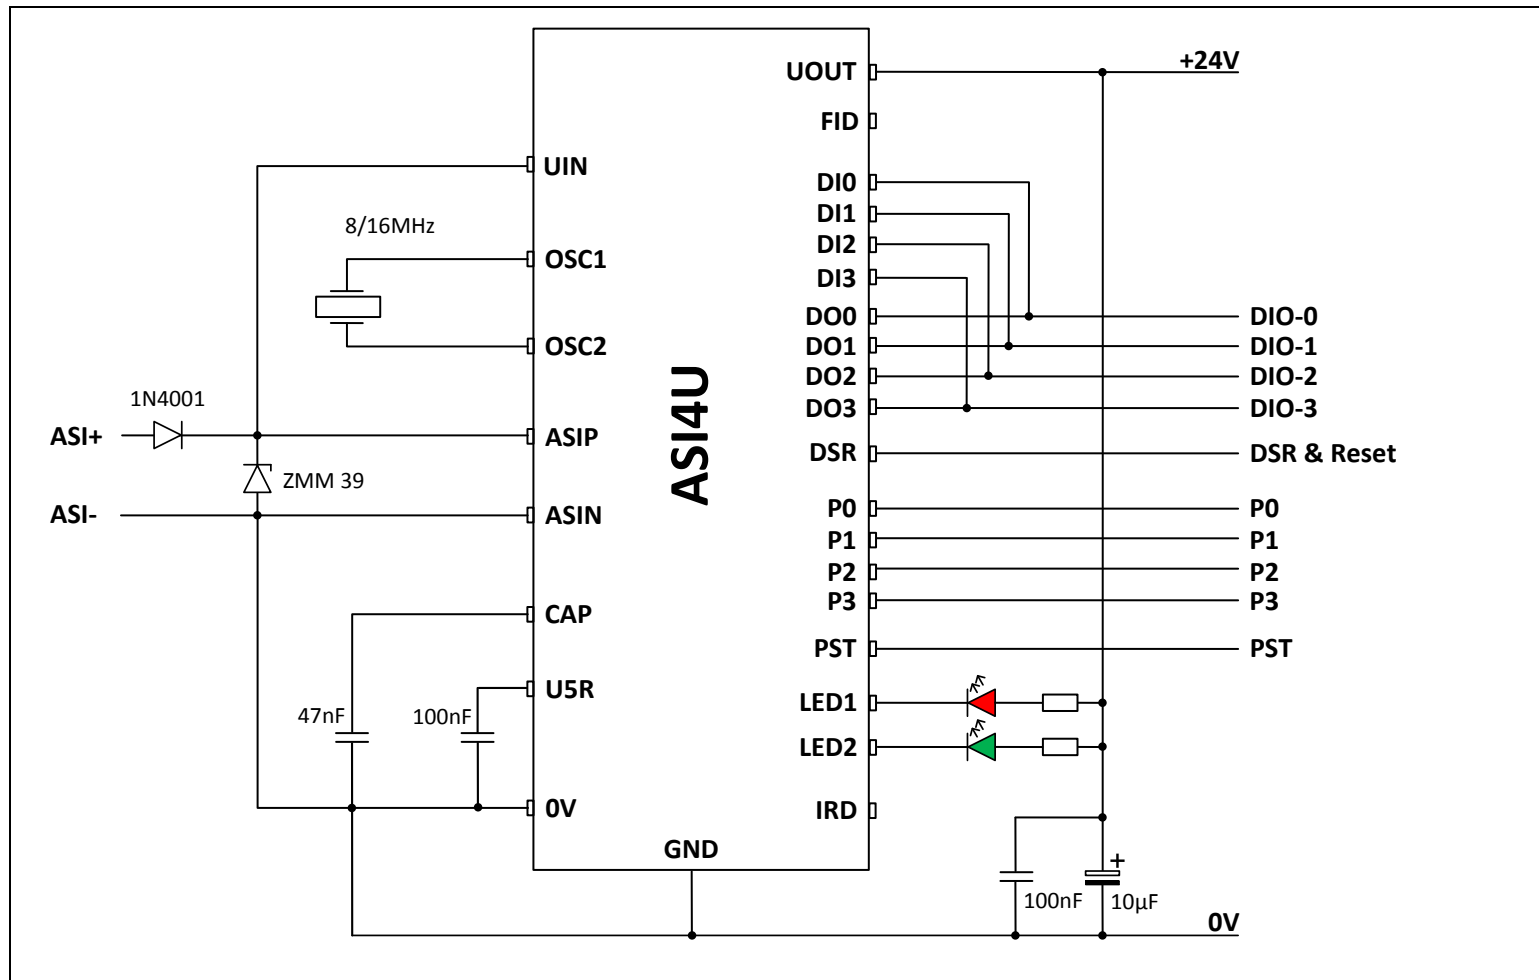 UOUT
+24V
FID
UIN
DI0
8/16MHz
DI1
DI2
OSC1
DI3
DO0
DIO-0
OSC2
DO1
DIO-1
DO2
DIO-2
1N4001
DO3
DIO-3
ASI+
ASIP
ASI4U
DSR
DSR & Reset
ZMM 39
ASI-
ASIN
P0
P0
P1
P1
P2
P2
CAP
P3
P3
PST
PST
U5R
LED1
47nF
100nF
LED2
0V
IRD
GND
+
100nF
10µF
0V